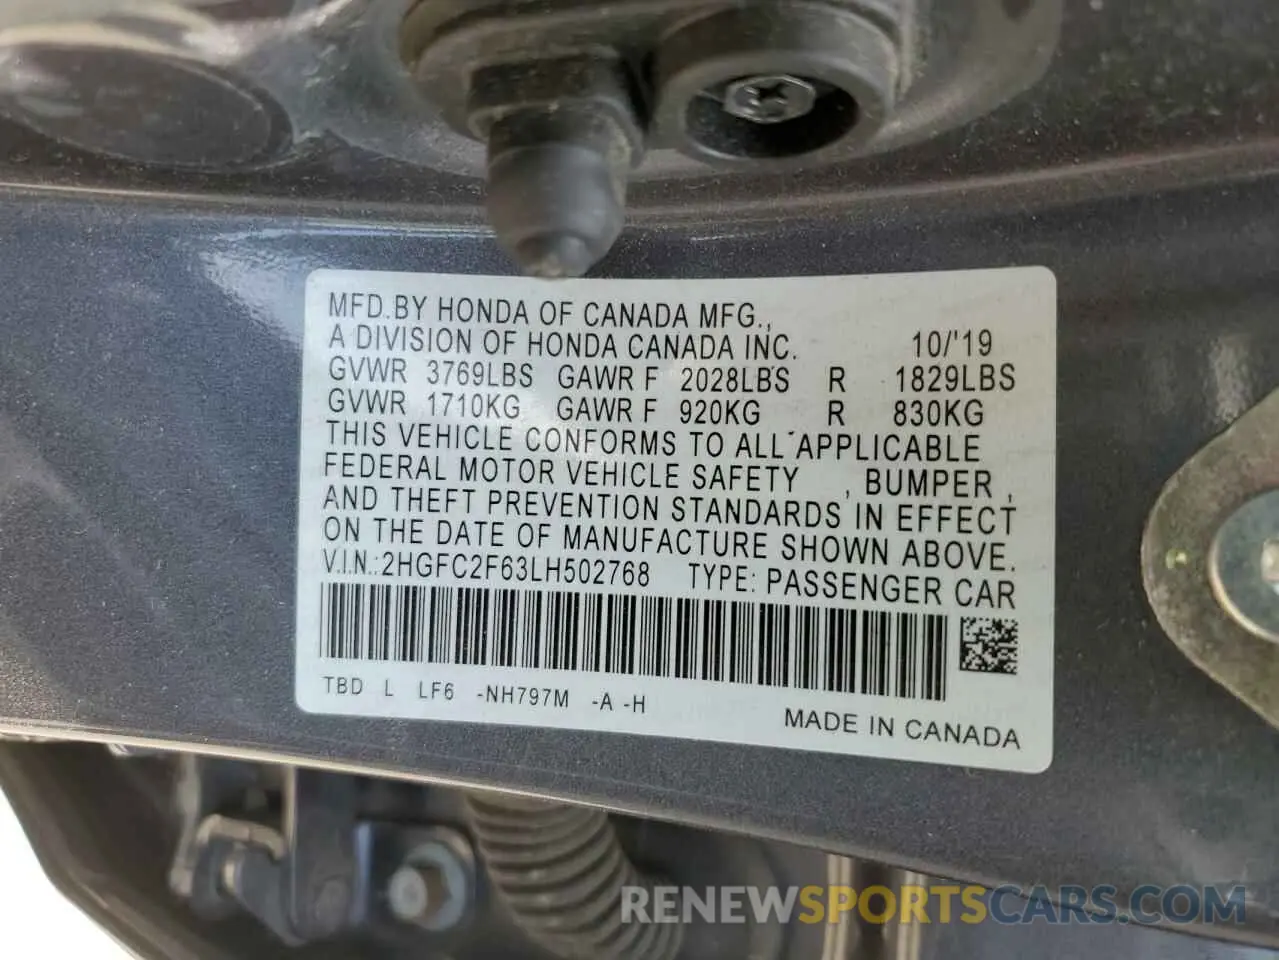 MFD.BY HONDA OF CANADA MFG.,
A DIVISION OF HONDA CANADA INC. 10/'19
GVWR 3769LBS GAWR F 2028LBS R 1829LBS
GVWR 1710KG GAWR F 920KG R 830KG
THIS VEHICLE CONFORMS TO ALL APPLICABLE
FEDERAL MOTOR VEHICLE SAFETY , BUMPER ,
AND THEFT PREVENTION STANDARDS IN EFFECT
ON THE DATE OF MANUFACTURE SHOWN ABOVE.
V.I.N.:2HGFC2F63LH502768 TYPE: PASSENGER CAR
TBD L LF6 -NH797M -A -H
MADE IN CANADA
RENEWSPORTSCARS.COM